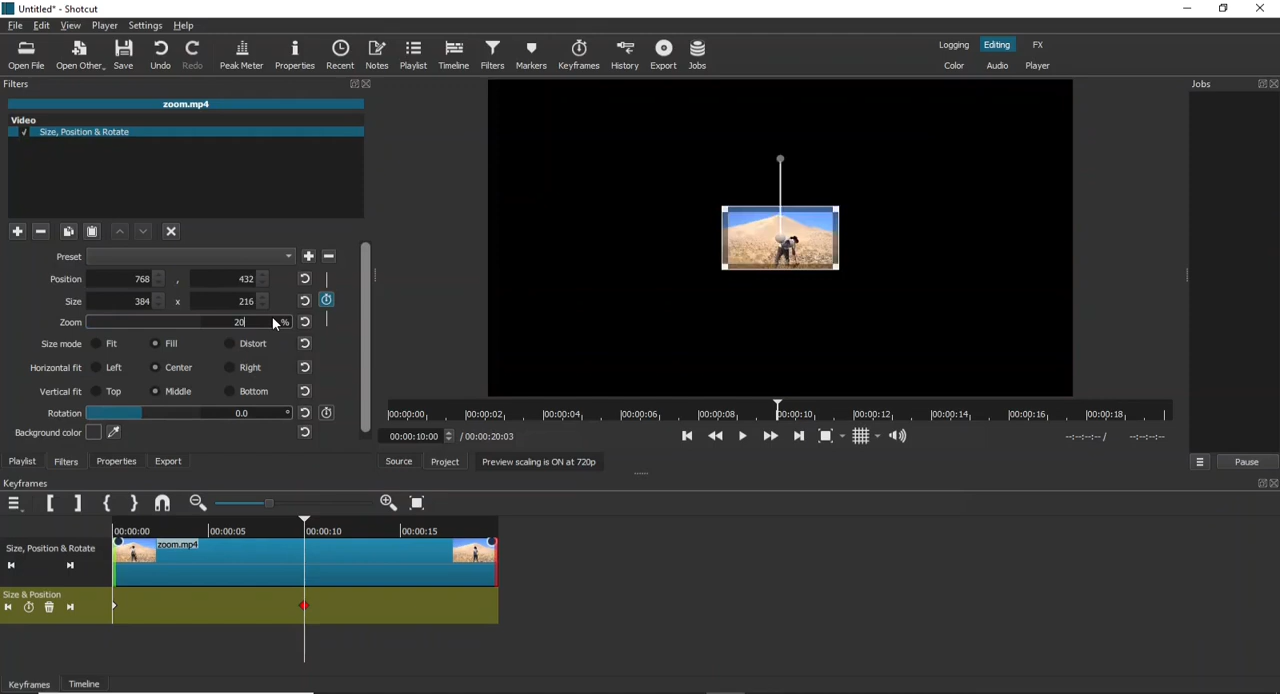 Untitled* - Shotcut
File Edit View Player Settings Help
Open File Open Other.. Save Undo Redo Peak Meter Properties Recent Notes Playlist Timeline Filters Markers Keyframes History Export Jobs
Logging Editing FX
Color Audio Player
Filters
Jobs
zoom.mp4
Video
✓ Size, Position & Rotate
Preset
Position 768 , 432
Size 384 x 216
Zoom 20 %
Size mode Fit Fill Distort
Horizontal fit Left Center Right
Vertical fit Top Middle Bottom
Rotation 0.0 °
Background color
00:00:00 00:00:02 00:00:04 00:00:06 00:00:08 00:00:10 00:00:12 00:00:14 00:00:16 00:00:18
00:00:10:00 / 00:00:20:03
--:--:--:-- / --:--:--:--
Playlist Filters Properties Export
Source Project Preview scaling is ON at 720p
Pause
Keyframes
00:00:00 00:00:05 00:00:10 00:00:15
Size, Position & Rotate
zoom.mp4
Size & Position
Keyframes Timeline